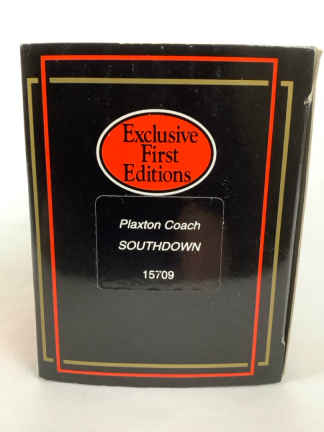 Exclusive
First
Editions
Plaxton Coach
SOUTHDOWN
15709